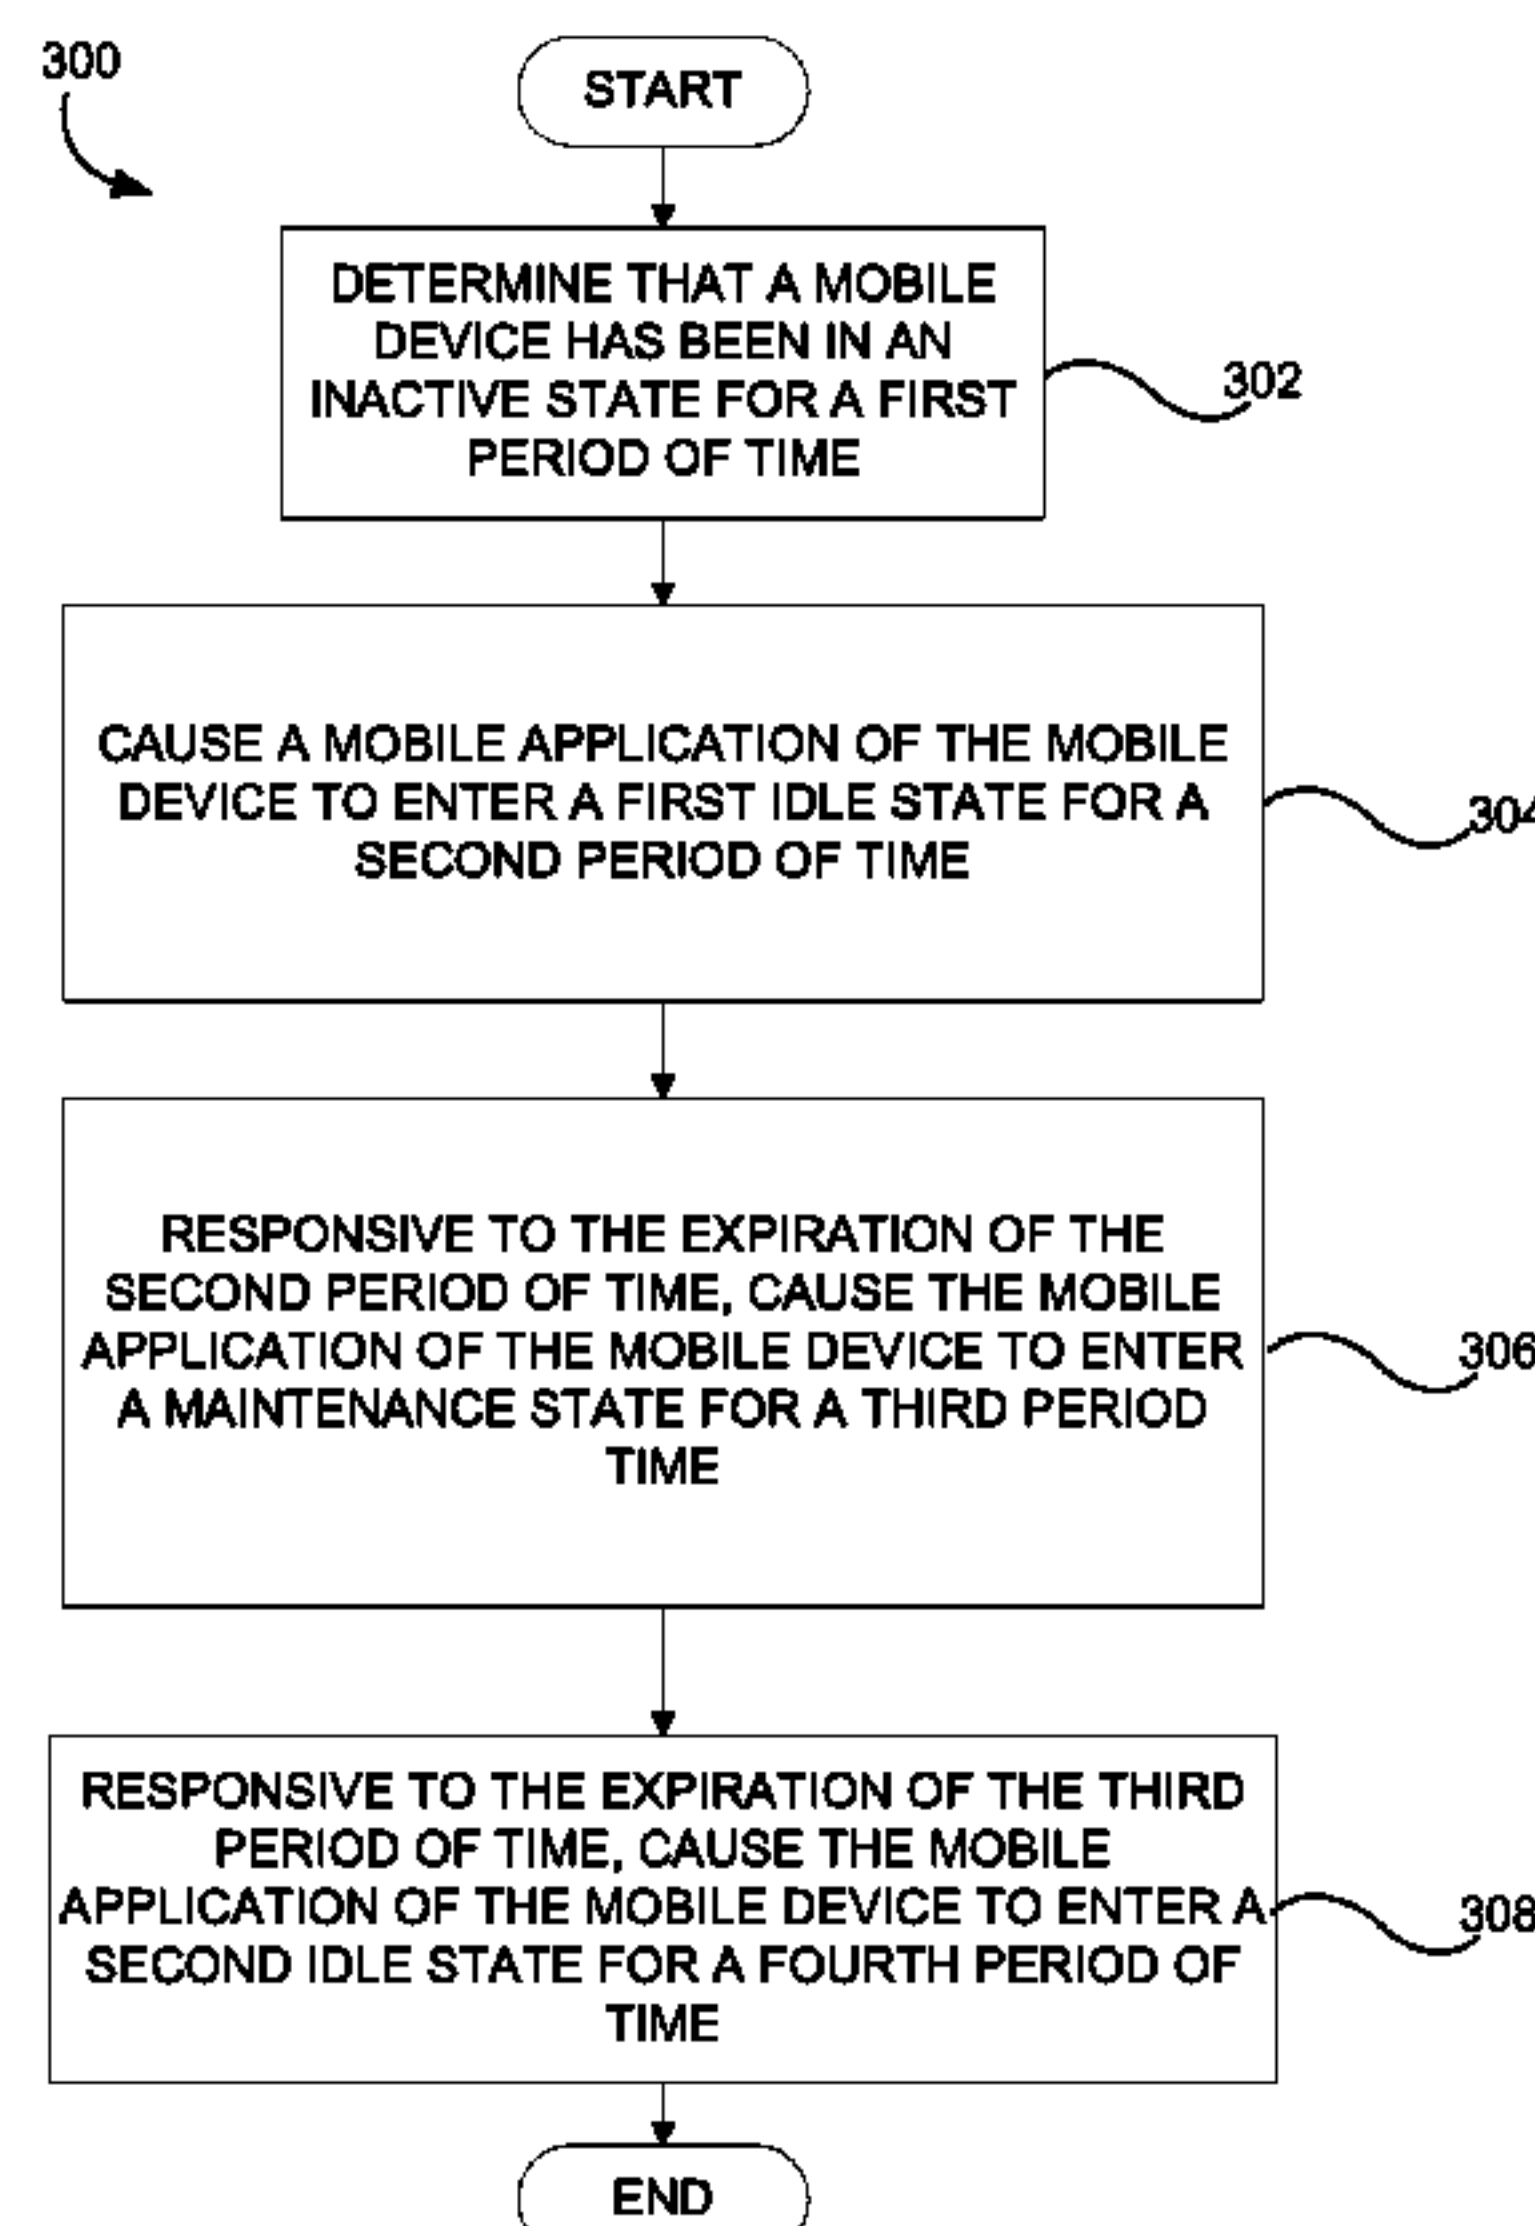 300
START
DETERMINE THAT A MOBILE
DEVICE HAS BEEN IN AN
INACTIVE STATE FOR A FIRST
PERIOD OF TIME
302
CAUSE A MOBILE APPLICATION OF THE MOBILE
DEVICE TO ENTER A FIRST IDLE STATE FOR A
SECOND PERIOD OF TIME
304
RESPONSIVE TO THE EXPIRATION OF THE
SECOND PERIOD OF TIME, CAUSE THE MOBILE
APPLICATION OF THE MOBILE DEVICE TO ENTER
A MAINTENANCE STATE FOR A THIRD PERIOD
TIME
306
RESPONSIVE TO THE EXPIRATION OF THE THIRD
PERIOD OF TIME, CAUSE THE MOBILE
APPLICATION OF THE MOBILE DEVICE TO ENTER A
SECOND IDLE STATE FOR A FOURTH PERIOD OF
TIME
308
END